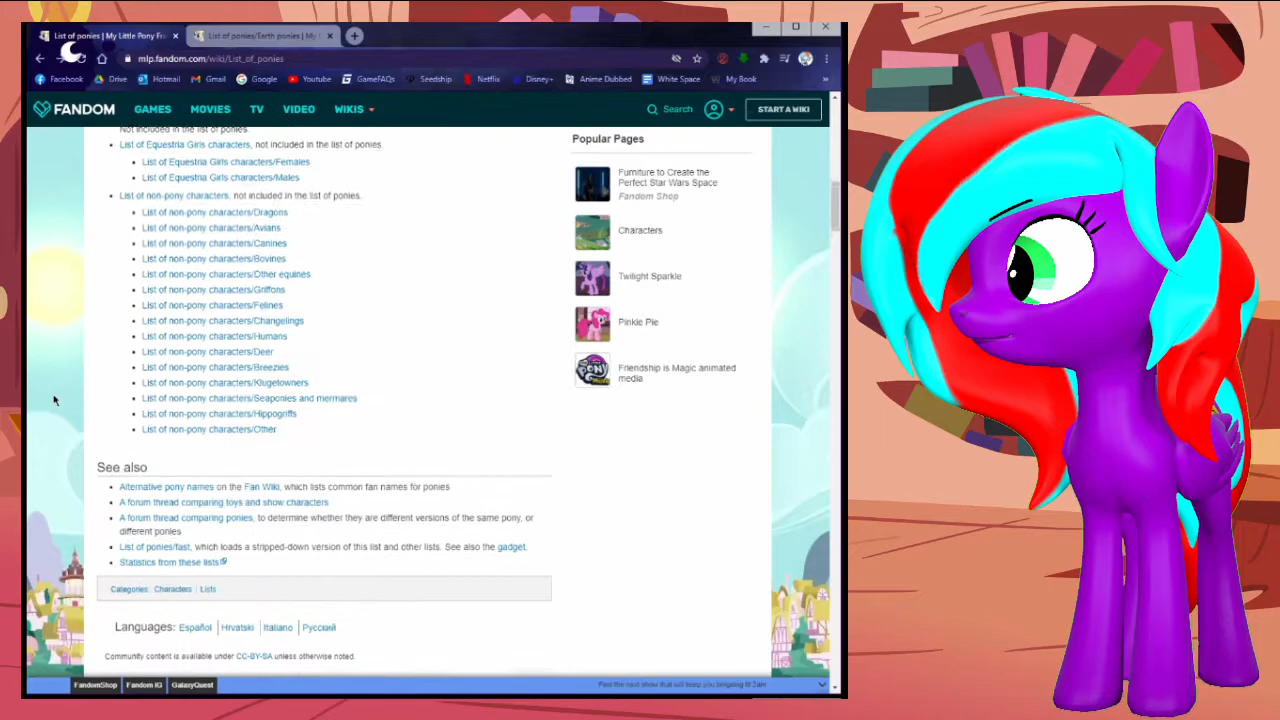 List of ponies | My Little Pony Fri
List of ponies/Earth ponies | My L
mlp.fandom.com/wiki/List_of_ponies
Facebook Drive Hotmail Gmail Google Youtube GameFAQs Seedship Netflix Disney+ Anime Dubbed White Space My Book »
FANDOM GAMES MOVIES TV VIDEO WIKIS Search START A WIKI
Not included in the list of ponies.
List of Equestria Girls characters, not included in the list of ponies
List of Equestria Girls characters/Females
List of Equestria Girls characters/Males
List of non-pony characters, not included in the list of ponies.
List of non-pony characters/Dragons
List of non-pony characters/Avians
List of non-pony characters/Canines
List of non-pony characters/Bovines
List of non-pony characters/Other equines
List of non-pony characters/Griffons
List of non-pony characters/Felines
List of non-pony characters/Changelings
List of non-pony characters/Humans
List of non-pony characters/Deer
List of non-pony characters/Breezies
List of non-pony characters/Klugetowners
List of non-pony characters/Seaponies and mermares
List of non-pony characters/Hippogriffs
List of non-pony characters/Other
See also
Alternative pony names on the Fan Wiki, which lists common fan names for ponies
A forum thread comparing toys and show characters
A forum thread comparing ponies, to determine whether they are different versions of the same pony, or
different ponies
List of ponies/fast, which loads a stripped-down version of this list and other lists. See also the gadget.
Statistics from these lists
Categories: Characters | Lists
Languages: Español | Hrvatski | Italiano | Русский
Community content is available under CC-BY-SA unless otherwise noted.
Popular Pages
Furniture to Create the
Perfect Star Wars Space
Fandom Shop
Characters
Twilight Sparkle
Pinkie Pie
Friendship is Magic animated
media
FandomShop Fandom IG GalaxyQuest
Find the next show that will keep you binging til 2am